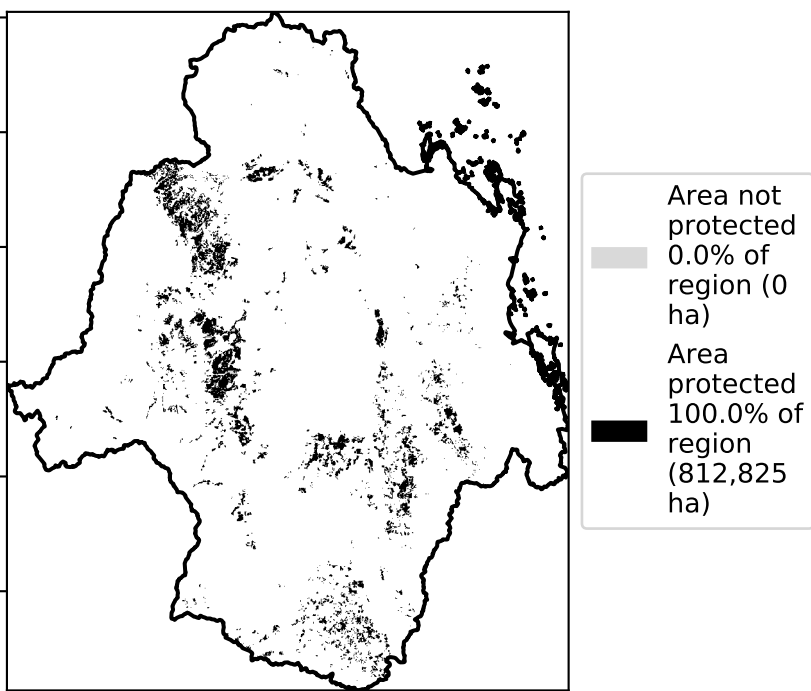 Area not
protected
0.0% of
region (0
ha)
Area
protected
100.0% of
region
(812,825
ha)